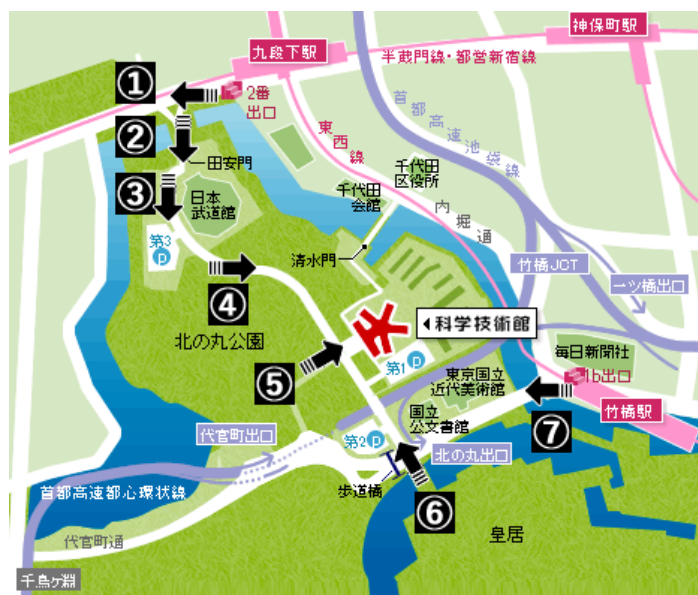 神保町駅
九段下駅
半蔵門線・都営新宿線
①
2番
出口
首都高速池袋線
②
東西線
田安門
③
日本
武道館
千代田
区役所
千代田
会館
内堀通
第3
P
清水門
竹橋JCT
一ツ橋出口
④
科学技術館
北の丸公園
毎日新聞社
⑤
第1 P
東京国立
近代美術館
1b出口
竹橋駅
国立
公文書館
代官町出口
第2 P
⑦
北の丸出口
首都高速都心環状線
歩道橋
⑥
代官町通
皇居
千鳥ヶ淵